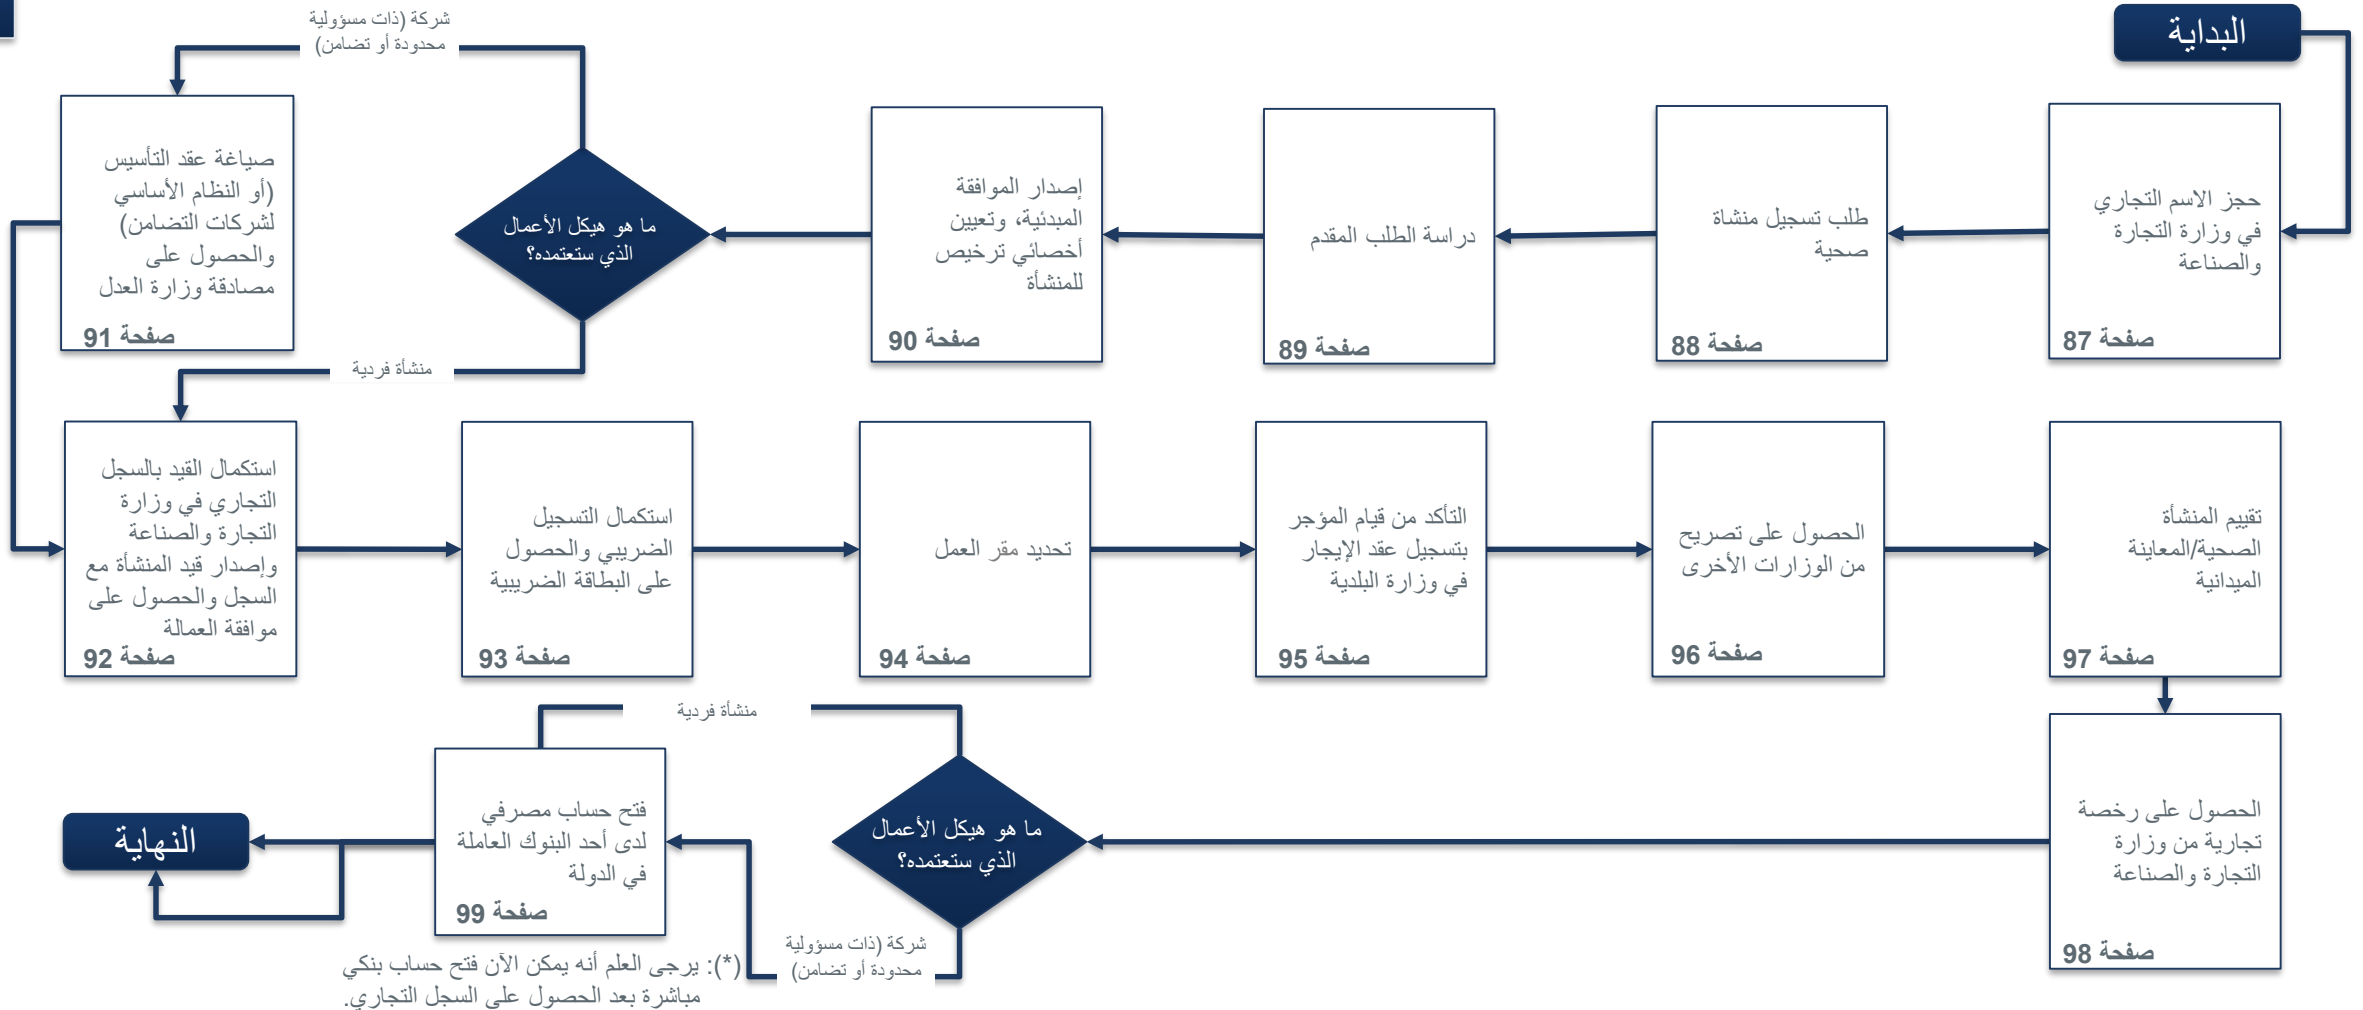 البداية
حجز الاسم التجاري
في وزارة التجارة
والصناعة
صفحة 87
طلب تسجيل منشاة
صحية
صفحة 88
دراسة الطلب المقدم
صفحة 89
إصدار الموافقة
المبدئية، وتعيين
أخصائي ترخيص
للمنشأة
صفحة 90
ما هو هيكل الأعمال
الذي ستعتمده؟
شركة (ذات مسؤولية
محدودة أو تضامن)
صياغة عقد التأسيس
(أو النظام الأساسي
لشركات التضامن)
والحصول على
مصادقة وزارة العدل
صفحة 91
منشأة فردية
استكمال القيد بالسجل
التجاري في وزارة
التجارة والصناعة
وإصدار قيد المنشأة مع
السجل والحصول على
موافقة العمالة
صفحة 92
استكمال التسجيل
الضريبي والحصول
على البطاقة الضريبية
صفحة 93
تحديد مقر العمل
صفحة 94
التأكد من قيام المؤجر
بتسجيل عقد الإيجار
في وزارة البلدية
صفحة 95
الحصول على تصريح
من الوزارات الأخرى
صفحة 96
تقييم المنشأة
الصحية/المعاينة
الميدانية
صفحة 97
الحصول على رخصة
تجارية من وزارة
التجارة والصناعة
صفحة 98
ما هو هيكل الأعمال
الذي ستعتمده؟
منشأة فردية
شركة (ذات مسؤولية
محدودة أو تضامن)
فتح حساب مصرفي
لدى أحد البنوك العاملة
في الدولة
صفحة 99
النهاية
(*): يرجى العلم أنه يمكن الآن فتح حساب بنكي
مباشرة بعد الحصول على السجل التجاري.